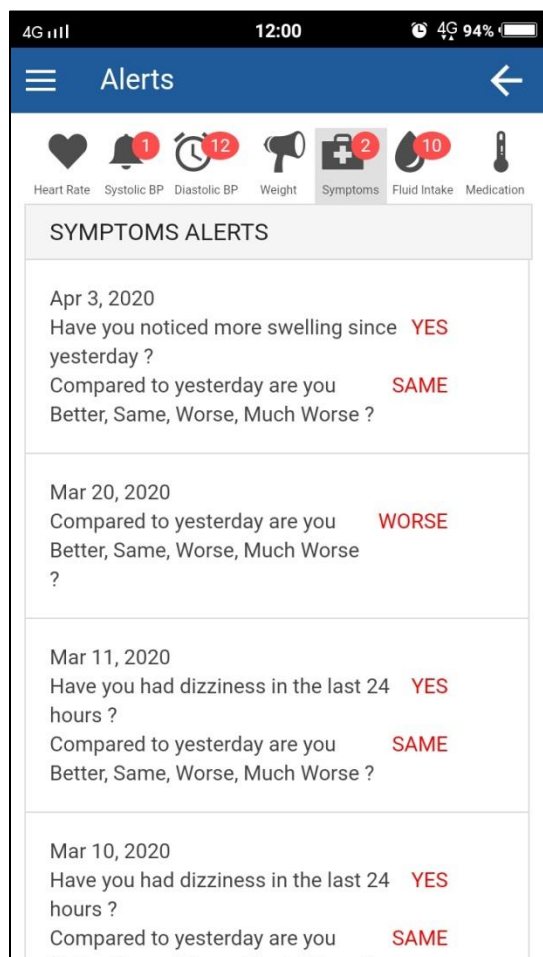 4G 12:00 4G 94%
Alerts
1 12 2 10
Heart Rate Systolic BP Diastolic BP Weight Symptoms Fluid Intake Medication
SYMPTOMS ALERTS
Apr 3, 2020
Have you noticed more swelling since YES
yesterday ?
Compared to yesterday are you SAME
Better, Same, Worse, Much Worse ?
Mar 20, 2020
Compared to yesterday are you WORSE
Better, Same, Worse, Much Worse
?
Mar 11, 2020
Have you had dizziness in the last 24 YES
hours ?
Compared to yesterday are you SAME
Better, Same, Worse, Much Worse ?
Mar 10, 2020
Have you had dizziness in the last 24 YES
hours ?
Compared to yesterday are you SAME